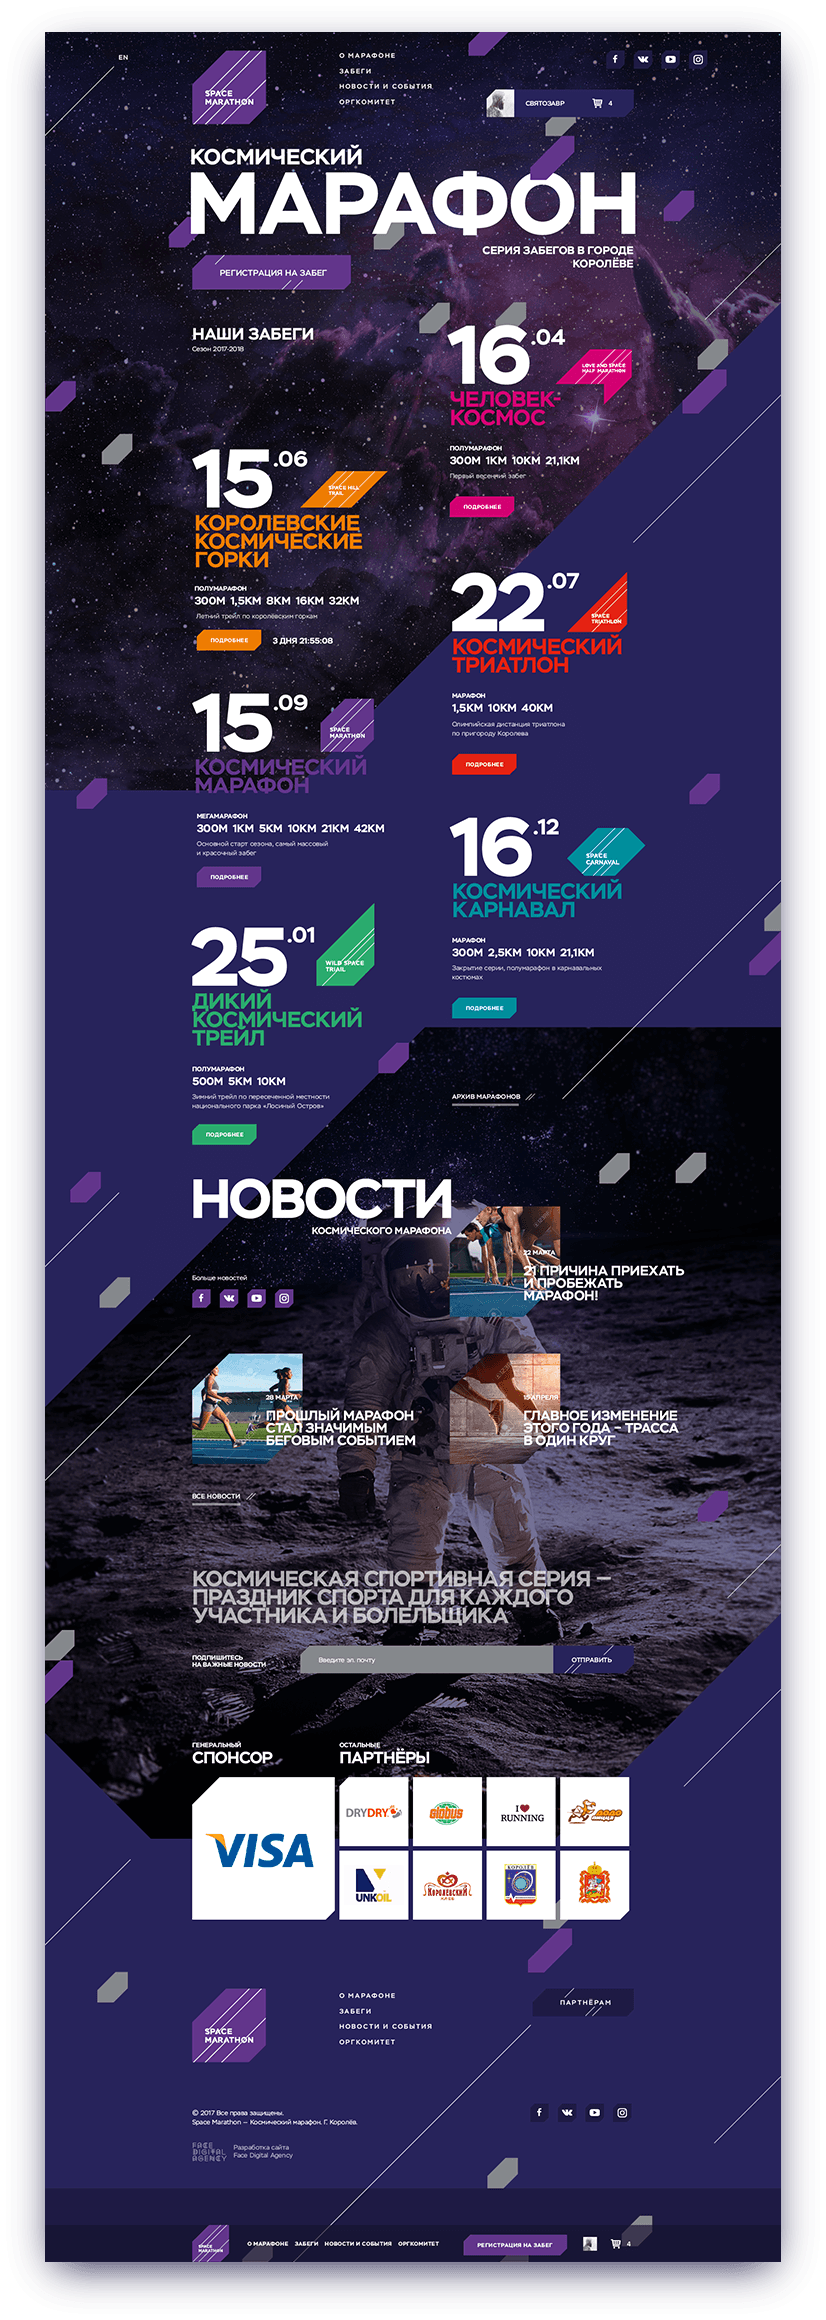 EN
SPACE
MARATHON
О МАРАФОНЕ
ЗАБЕГИ
НОВОСТИ И СОБЫТИЯ
ОРГКОМИТЕТ
СВЯТОЗАВР
4
КОСМИЧЕСКИЙ
МАРАФОН
СЕРИЯ ЗАБЕГОВ В ГОРОДЕ
КОРОЛЁВЕ
РЕГИСТРАЦИЯ НА ЗАБЕГ
НАШИ ЗАБЕГИ
Сезон 2017-2018
16.04
LOVE AND SPACE
HALF MARATHON
ЧЕЛОВЕК-
КОСМОС
ПОЛУМАРАФОН
300М 1КМ 10КМ 21,1КМ
Первый весенний забег
ПОДРОБНЕЕ
15.06
SPACE HILL
TRAIL
КОРОЛЕВСКИЕ
КОСМИЧЕСКИЕ
ГОРКИ
ПОЛУМАРАФОН
300М 1,5КМ 8КМ 16КМ 32КМ
Летний трейл по королёвским горкам
ПОДРОБНЕЕ
3 ДНЯ 21:55:08
22.07
SPACE
TRIATHLON
КОСМИЧЕСКИЙ
ТРИАТЛОН
МАРАФОН
1,5КМ 10КМ 40КМ
Олимпийская дистанция триатлона
по пригороду Королева
ПОДРОБНЕЕ
15.09
SPACE
MARATHON
КОСМИЧЕСКИЙ
МАРАФОН
МЕГАМАРАФОН
300М 1КМ 5КМ 10КМ 21КМ 42КМ
Основной старт сезона, самый массовый
и красочный забег
ПОДРОБНЕЕ
16.12
SPACE
CARNAVAL
КОСМИЧЕСКИЙ
КАРНАВАЛ
МАРАФОН
300М 2,5КМ 10КМ 21,1КМ
Закрытие серии, полумарафон в карнавальных
костюмах
ПОДРОБНЕЕ
25.01
WILD SPACE
TRIAIL
ДИКИЙ
КОСМИЧЕСКИЙ
ТРЕЙЛ
ПОЛУМАРАФОН
500М 5КМ 10КМ
Зимний трейл по пересеченной местности
национального парка «Лосиный Остров»
ПОДРОБНЕЕ
АРХИВ МАРАФОНОВ
НОВОСТИ
КОСМИЧЕСКОГО МАРАФОНА
22 МАРТА
21 ПРИЧИНА ПРИЕХАТЬ
И ПРОБЕЖАТЬ
МАРАФОН!
Больше новостей
28 МАРТА
ПРОШЛЫЙ МАРАФОН
СТАЛ ЗНАЧИМЫМ
БЕГОВЫМ СОБЫТИЕМ
15 АПРЕЛЯ
ГЛАВНОЕ ИЗМЕНЕНИЕ
ЭТОГО ГОДА – ТРАССА
В ОДИН КРУГ
ВСЕ НОВОСТИ
КОСМИЧЕСКАЯ СПОРТИВНАЯ СЕРИЯ —
ПРАЗДНИК СПОРТА ДЛЯ КАЖДОГО
УЧАСТНИКА И БОЛЕЛЬЩИКА
ПОДПИШИТЕСЬ
НА ВАЖНЫЕ НОВОСТИ
Введите эл. почту
ОТПРАВИТЬ
ГЕНЕРАЛЬНЫЙ
СПОНСОР
ОСТАЛЬНЫЕ
ПАРТНЁРЫ
VISA
DRYDRY
GLOBUS
I ❤
RUNNING
ДОДО
ПИЦЦА
UNKOIL
КОРОЛЕВСКИЙ
ХЛЕБ
КОРОЛЁВ
SPACE
MARATHON
О МАРАФОНЕ
ЗАБЕГИ
НОВОСТИ И СОБЫТИЯ
ОРГКОМИТЕТ
ПАРТНЁРАМ
© 2017 Все права защищены.
Space Marathon — Космический марафон. Г. Королёв.
FACE
DIGITAL
AGENCY
Разработка сайта
Face Digital Agency
SPACE
MARATHON
О МАРАФОНЕ ЗАБЕГИ НОВОСТИ И СОБЫТИЯ ОРГКОМИТЕТ
РЕГИСТРАЦИЯ НА ЗАБЕГ
4